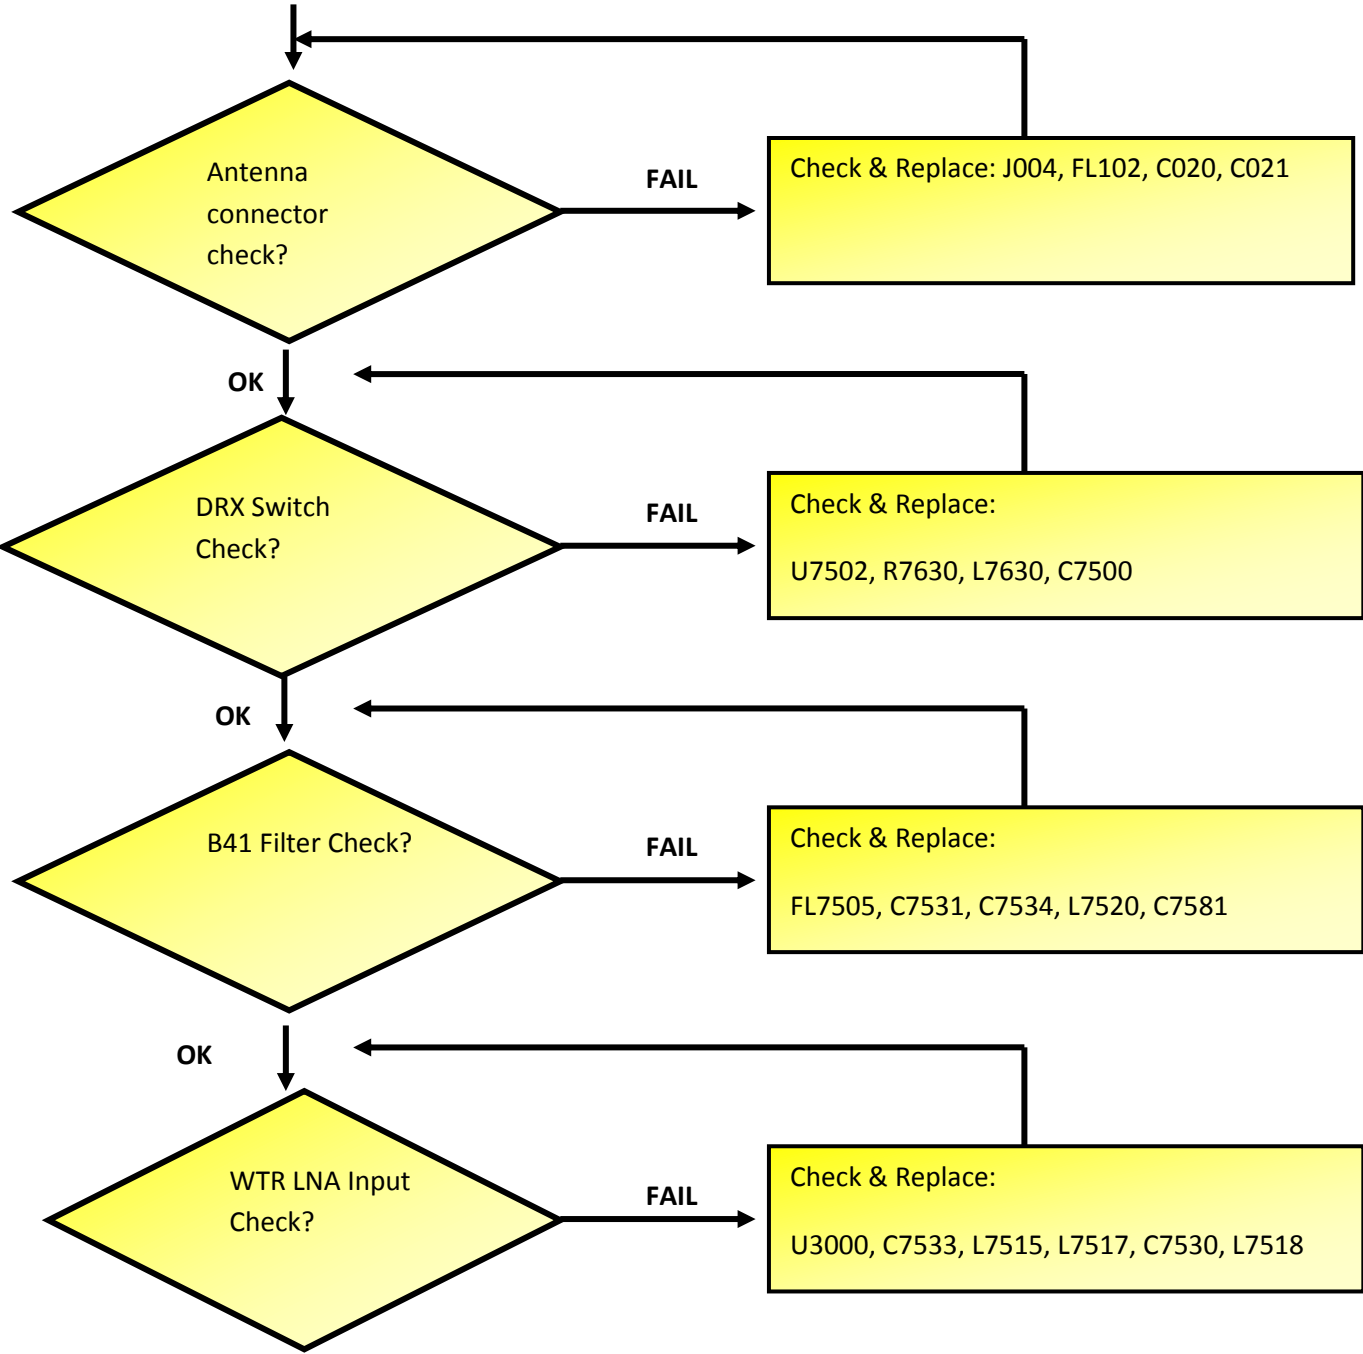 Antenna
connector
check?
FAIL
Check & Replace: J004, FL102, C020, C021
OK
DRX Switch
Check?
FAIL
Check & Replace:
U7502, R7630, L7630, C7500
OK
B41 Filter Check?
FAIL
Check & Replace:
FL7505, C7531, C7534, L7520, C7581
OK
WTR LNA Input
Check?
FAIL
Check & Replace:
U3000, C7533, L7515, L7517, C7530, L7518